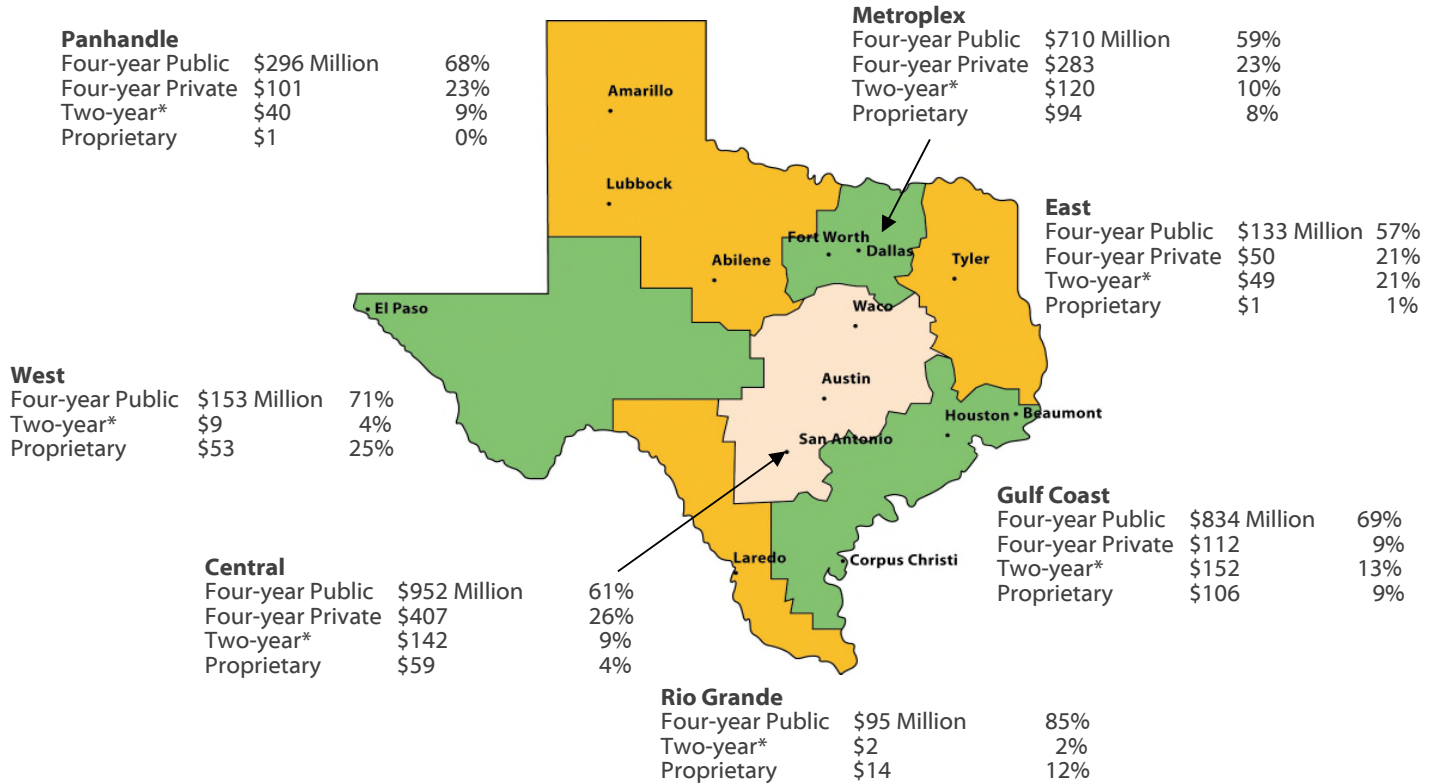 Panhandle
Four-year Public $296 Million 68%
Four-year Private $101 23%
Two-year* $40 9%
Proprietary $1 0%
Metroplex
Four-year Public $710 Million 59%
Four-year Private $283 23%
Two-year* $120 10%
Proprietary $94 8%
Amarillo
Lubbock
Abilene
Fort Worth
Dallas
Tyler
East
Four-year Public $133 Million 57%
Four-year Private $50 21%
Two-year* $49 21%
Proprietary $1 1%
El Paso
Waco
West
Four-year Public $153 Million 71%
Two-year* $9 4%
Proprietary $53 25%
Austin
Houston
Beaumont
San Antonio
Gulf Coast
Four-year Public $834 Million 69%
Four-year Private $112 9%
Two-year* $152 13%
Proprietary $106 9%
Laredo
Corpus Christi
Central
Four-year Public $952 Million 61%
Four-year Private $407 26%
Two-year* $142 9%
Proprietary $59 4%
Rio Grande
Four-year Public $95 Million 85%
Two-year* $2 2%
Proprietary $14 12%